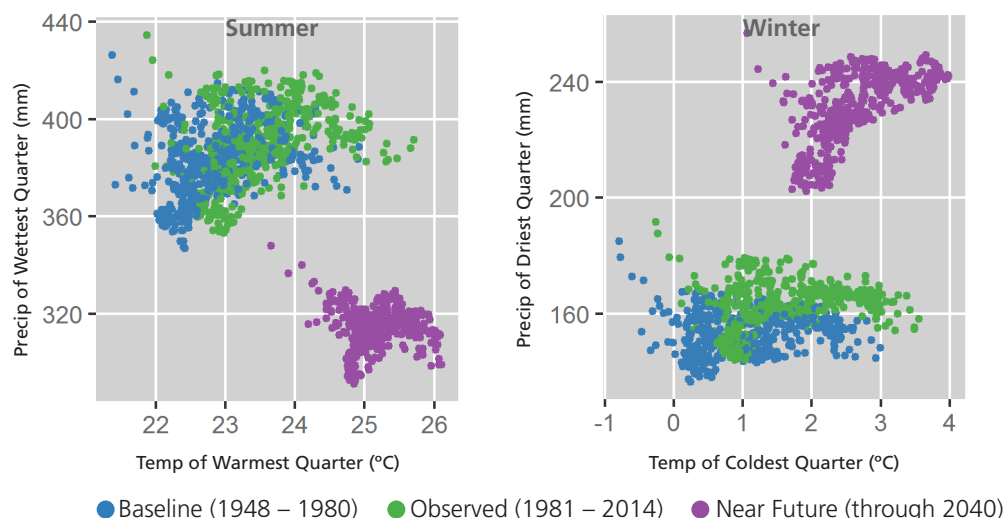 Summer
Precip of Wettest Quarter (mm)
440
400
360
320
22 23 24 25 26
Temp of Warmest Quarter (ºC)
Winter
Precip of Driest Quarter (mm)
240
200
160
-1 0 1 2 3 4
Temp of Coldest Quarter (ºC)
Baseline (1948 – 1980) Observed (1981 – 2014) Near Future (through 2040)